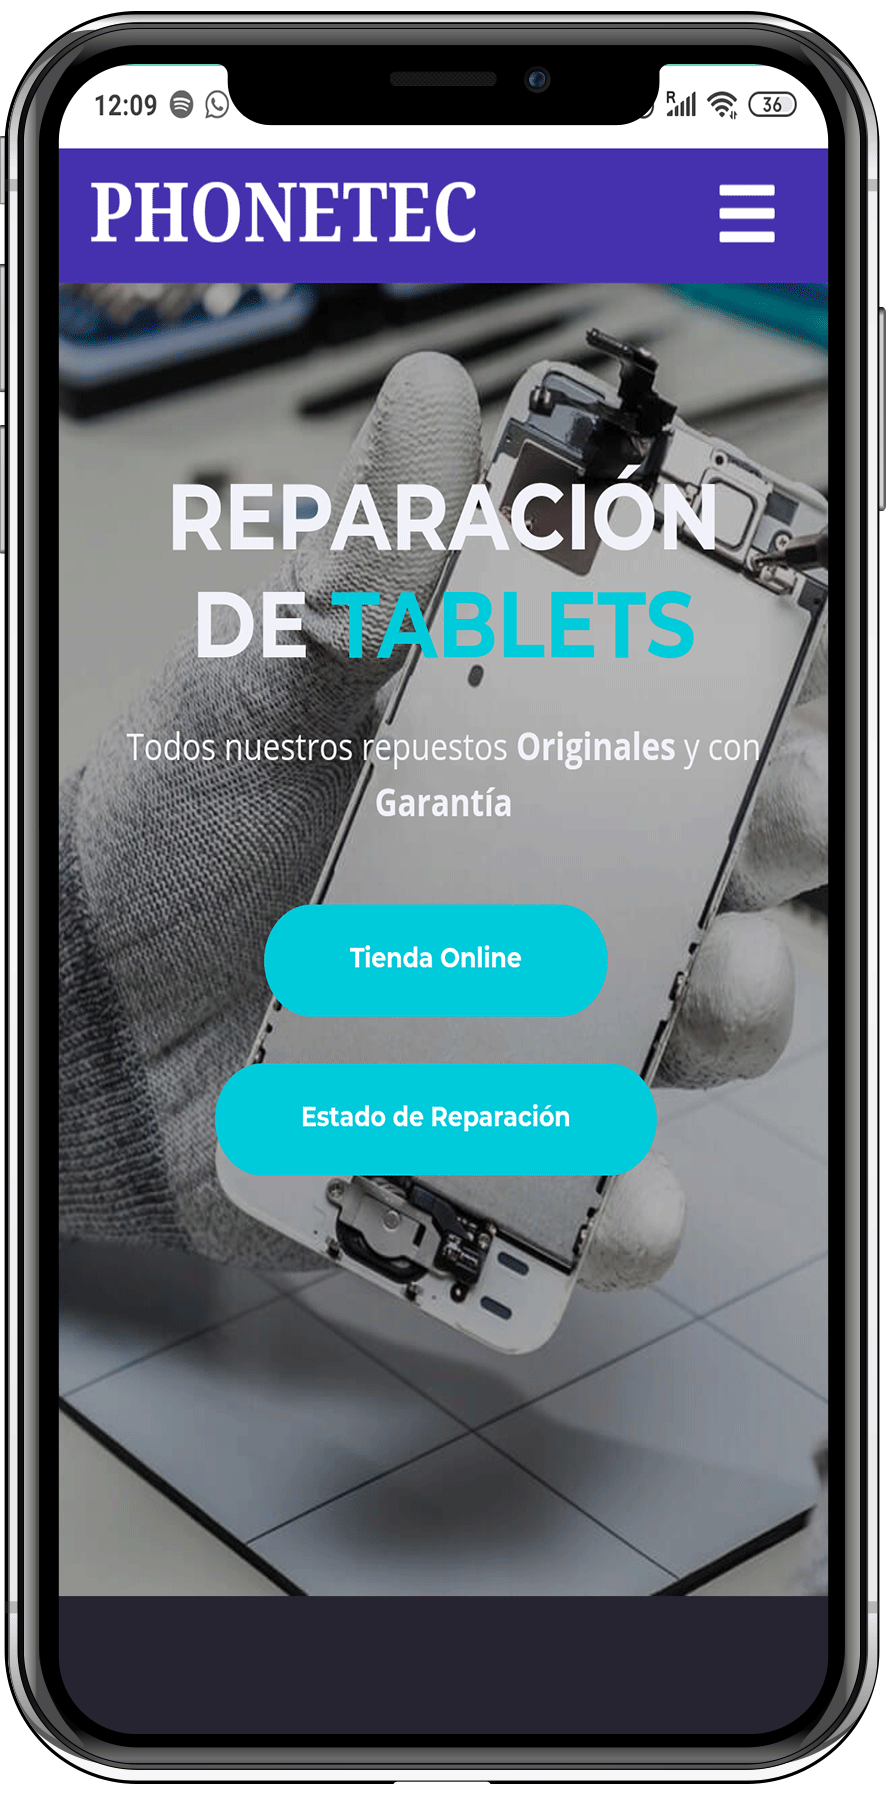 12:09
R
36
PHONETEC
REPARACIÓN
DE TABLETS
Todos nuestros repuestos Originales y con
Garantía
Tienda Online
Estado de Reparación